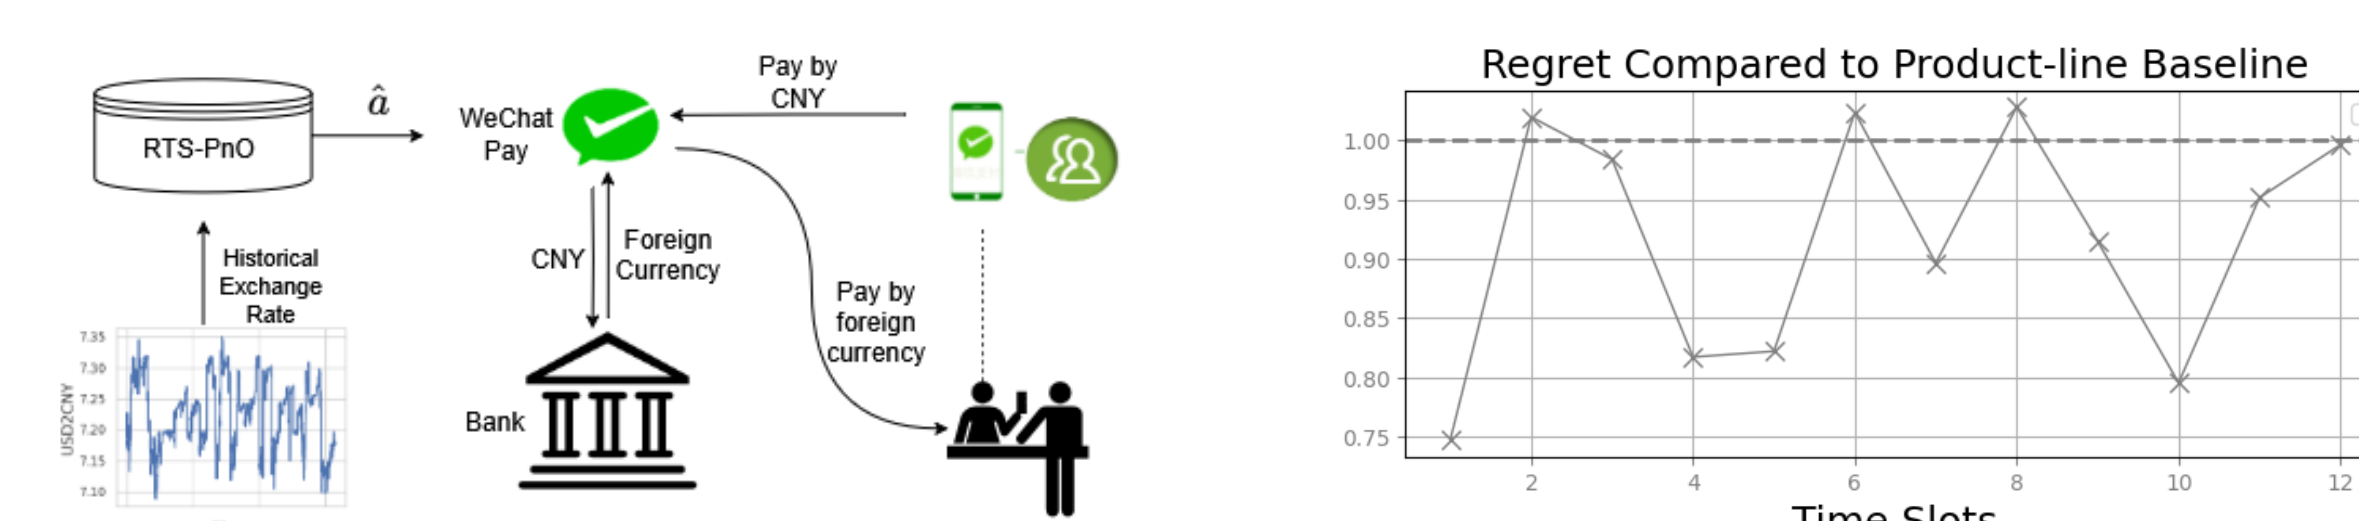 RTS-PnO
â
WeChat
Pay
Pay by
CNY
CNY
Foreign
Currency
Historical
Exchange
Rate
Pay by
foreign
currency
Bank
USD2CNY
7.35
7.30
7.25
7.20
7.15
7.10
Regret Compared to Product-line Baseline
1.00
0.95
0.90
0.85
0.80
0.75
2
4
6
8
10
12
Time Slots